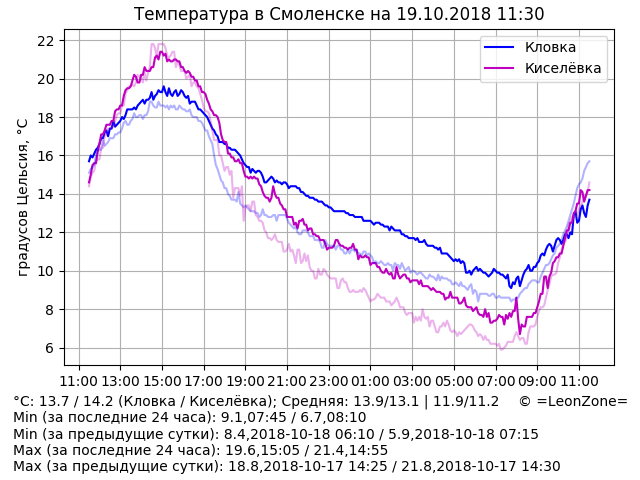 Температура в Смоленске на 19.10.2018 11:30
Кловка
Киселёвка
градусов Цельсия, °C
22
20
18
16
14
12
10
8
6
11:00 13:00 15:00 17:00 19:00 21:00 23:00 01:00 03:00 05:00 07:00 09:00 11:00
°C: 13.7 / 14.2 (Кловка / Киселёвка); Средняя: 13.9/13.1 | 11.9/11.2 © =LeonZone=
Min (за последние 24 часа): 9.1,07:45 / 6.7,08:10
Min (за предыдущие сутки): 8.4,2018-10-18 06:10 / 5.9,2018-10-18 07:15
Max (за последние 24 часа): 19.6,15:05 / 21.4,14:55
Max (за предыдущие сутки): 18.8,2018-10-17 14:25 / 21.8,2018-10-17 14:30